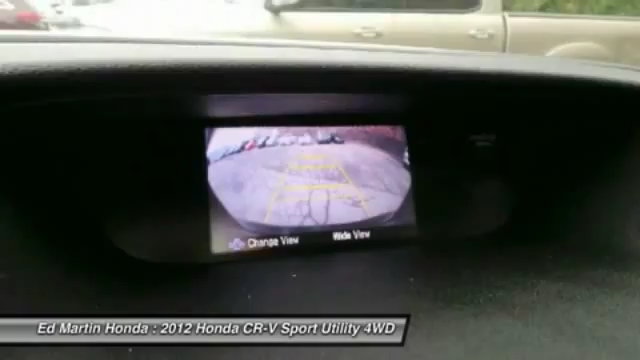 Change View
Wide View
Ed Martin Honda : 2012 Honda CR-V Sport Utility 4WD